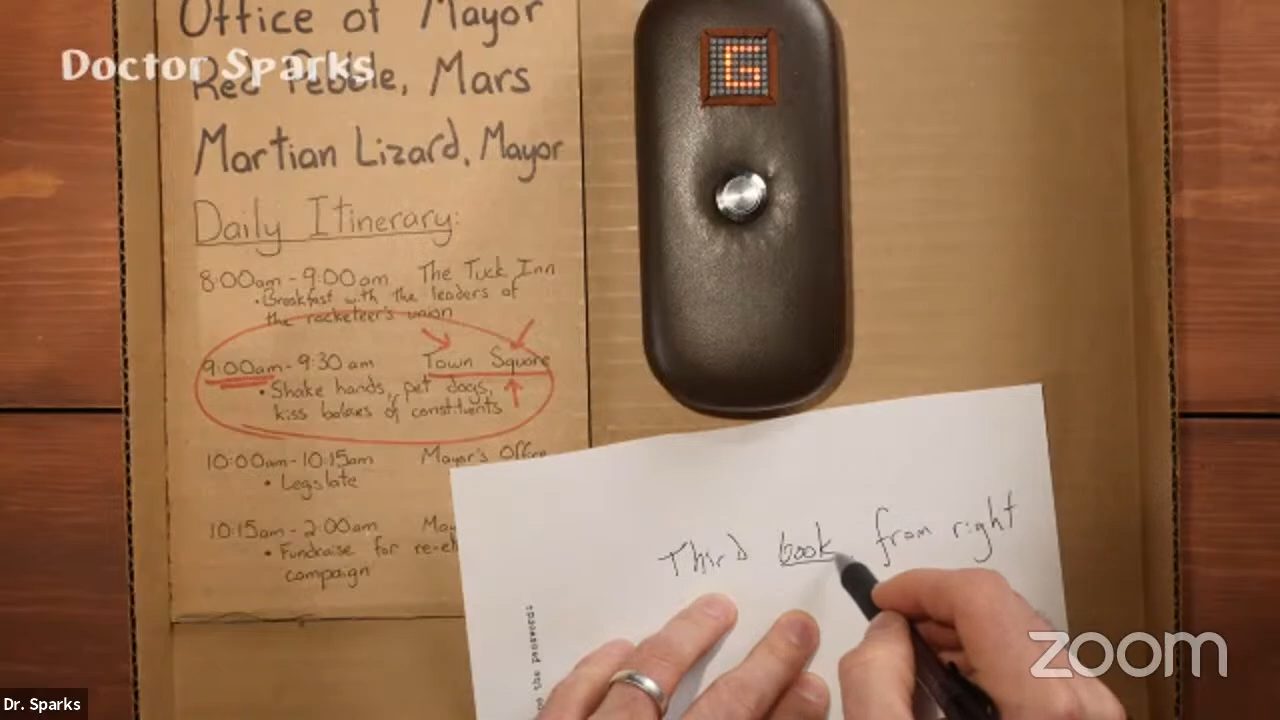 Office of Mayor
Doctor Sparks
Red Pebble, Mars
Martian Lizard, Mayor
Daily Itinerary:
8:00am - 9:00am The Tuck Inn
• Breakfast with the leaders of
the racketeer's union
9:00am - 9:30am Town Square
• Shake hands, pet dogs,
kiss babies of constituents
10:00am - 10:15am Mayor's Office
• Legislate
10:15am - 2:00am May
• Fundraise for re-el
campaign
G
Third book from right
the passwords
zoom
Dr. Sparks